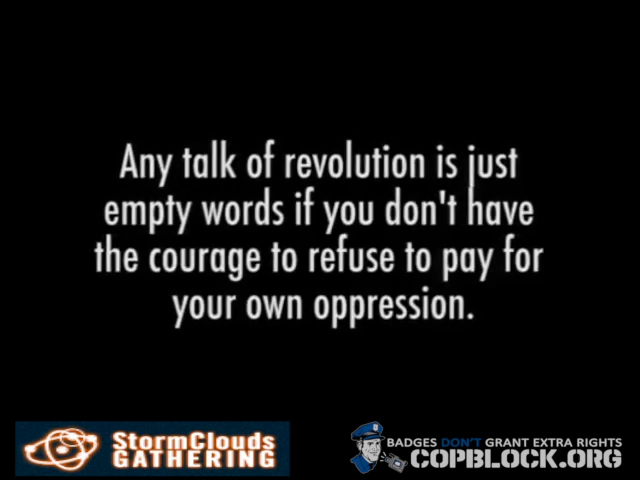 Any talk of revolution is just
empty words if you don't have
the courage to refuse to pay for
your own oppression.
StormClouds
GATHERING
BADGES DON'T GRANT EXTRA RIGHTS
COPBLOCK.ORG